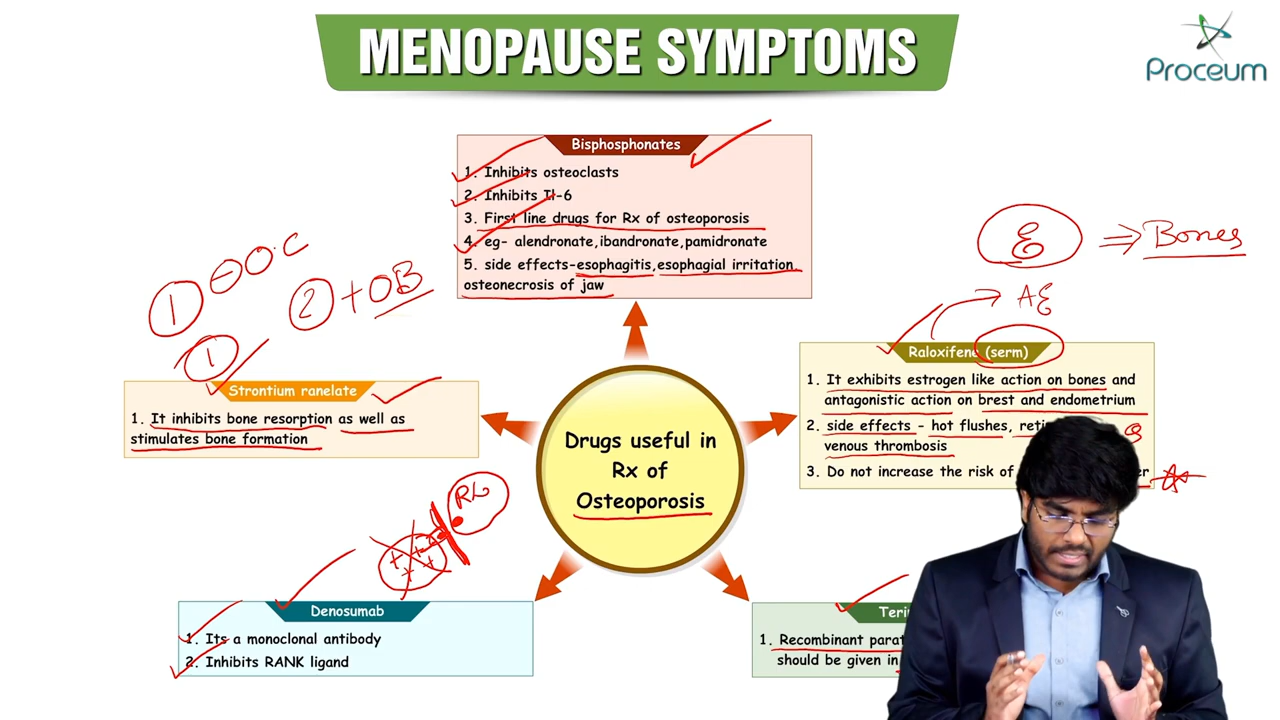 MENOPAUSE SYMPTOMS
Proceum
Bisphosphonates
1. Inhibits osteoclasts
2. Inhibits Il-6
3. First line drugs for Rx of osteoporosis
4. eg- alendronate,ibandronate,pamidronate
5. side effects-esophagitis,esophagial irritation,
osteonecrosis of jaw
E ⇒ Bones
AE
1 ⊖ OC
2 + OB
1
Strontium ranelate
1. It inhibits bone resorption as well as
stimulates bone formation
Raloxifene (serm)
1. It exhibits estrogen like action on bones and
antagonistic action on brest and endometrium
2. side effects - hot flushes,
venous thrombosis
3. Do not increase the risk of
Drugs useful in
Rx of
Osteoporosis
RL
Denosumab
1. Its a monoclonal antibody
2. Inhibits RANK ligand
1. Recombinant
should be given in